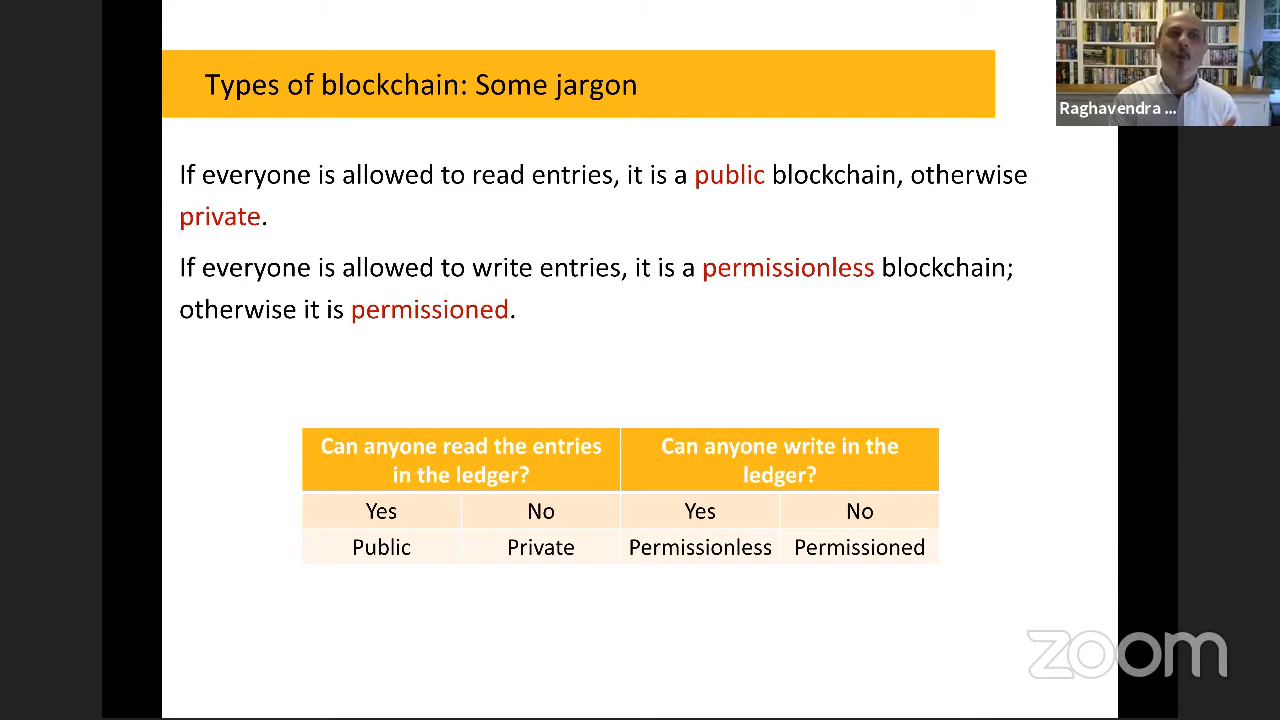 Types of blockchain: Some jargon
Raghavendra ...
If everyone is allowed to read entries, it is a public blockchain, otherwise
private.
If everyone is allowed to write entries, it is a permissionless blockchain;
otherwise it is permissioned.
Can anyone read the entries
in the ledger?
Can anyone write in the
ledger?
Yes No Yes No
Public Private Permissionless Permissioned
zoom